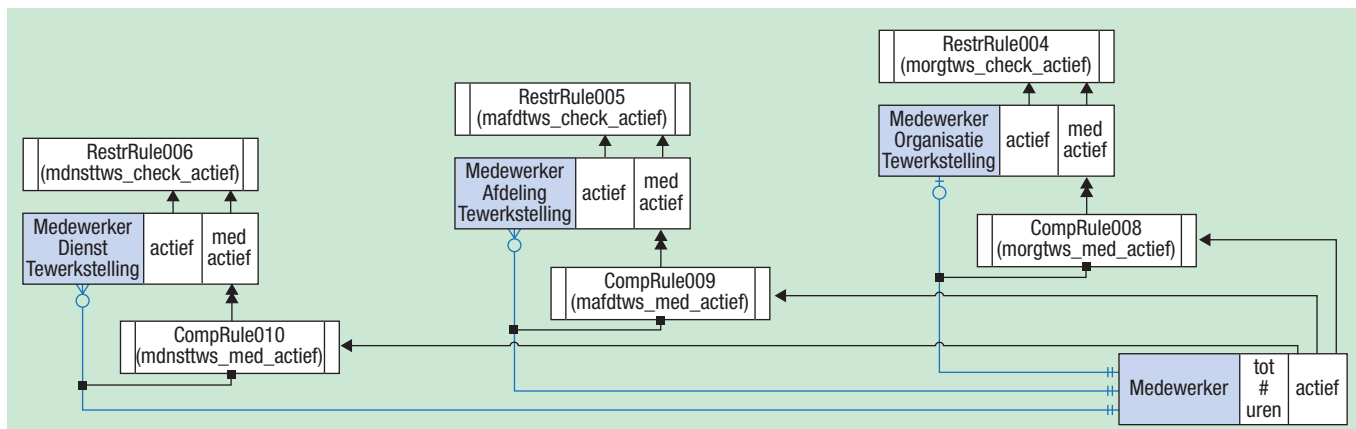 RestrRule004
(morgtws_check_actief)
RestrRule005
(mafdtws_check_actief)
Medewerker
Organisatie
Tewerkstelling
actief
med
actief
RestrRule006
(mdnsttws_check_actief)
Medewerker
Afdeling
Tewerkstelling
actief
med
actief
Medewerker
Dienst
Tewerkstelling
actief
med
actief
CompRule008
(morgtws_med_actief)
CompRule009
(mafdtws_med_actief)
CompRule010
(mdnsttws_med_actief)
Medewerker
tot
#
uren
actief